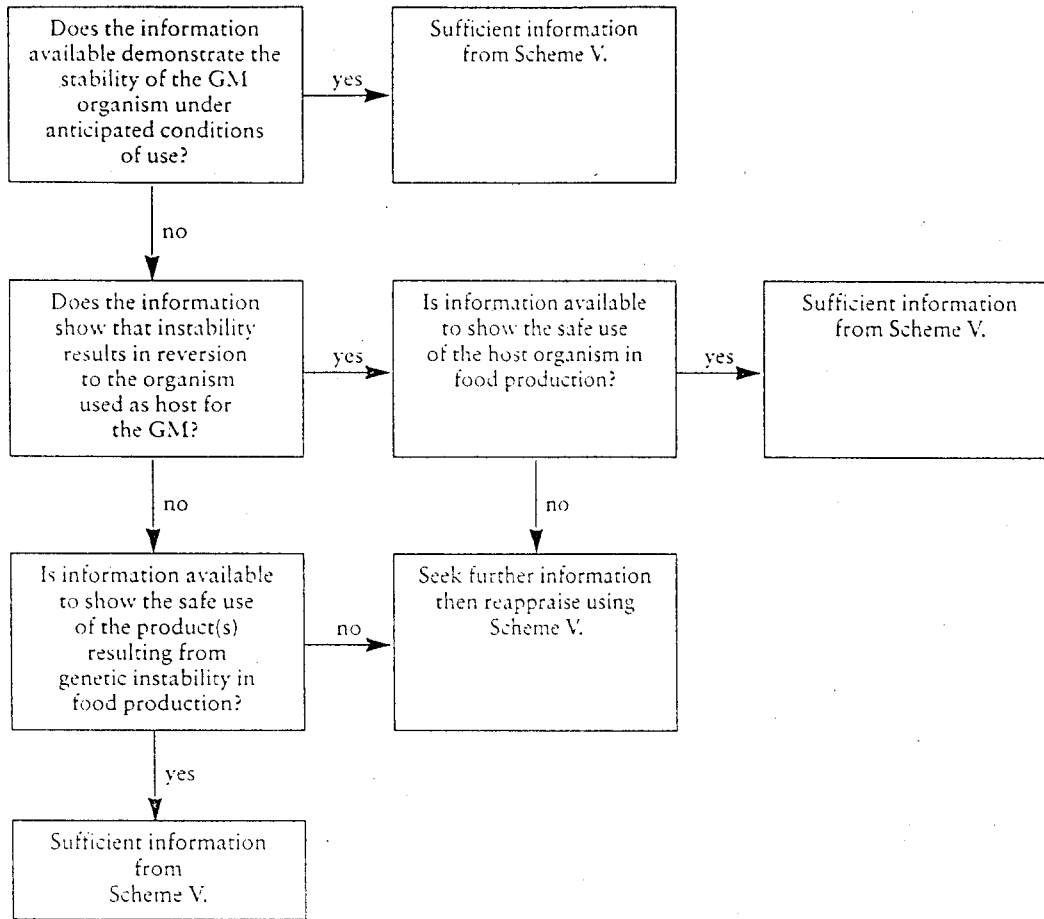 Does the information
available demonstrate the
stability of the GM
organism under
anticipated conditions
of use?
yes
Sufficient information
from Scheme V.
no
Does the information
show that instability
results in reversion
to the organism
used as host for
the GM?
yes
Is information available
to show the safe use
of the host organism in
food production?
yes
Sufficient information
from Scheme V.
no
no
Is information available
to show the safe use
of the product(s)
resulting from
genetic instability in
food production?
no
Seek further information
then reappraise using
Scheme V.
yes
Sufficient information
from
Scheme V.